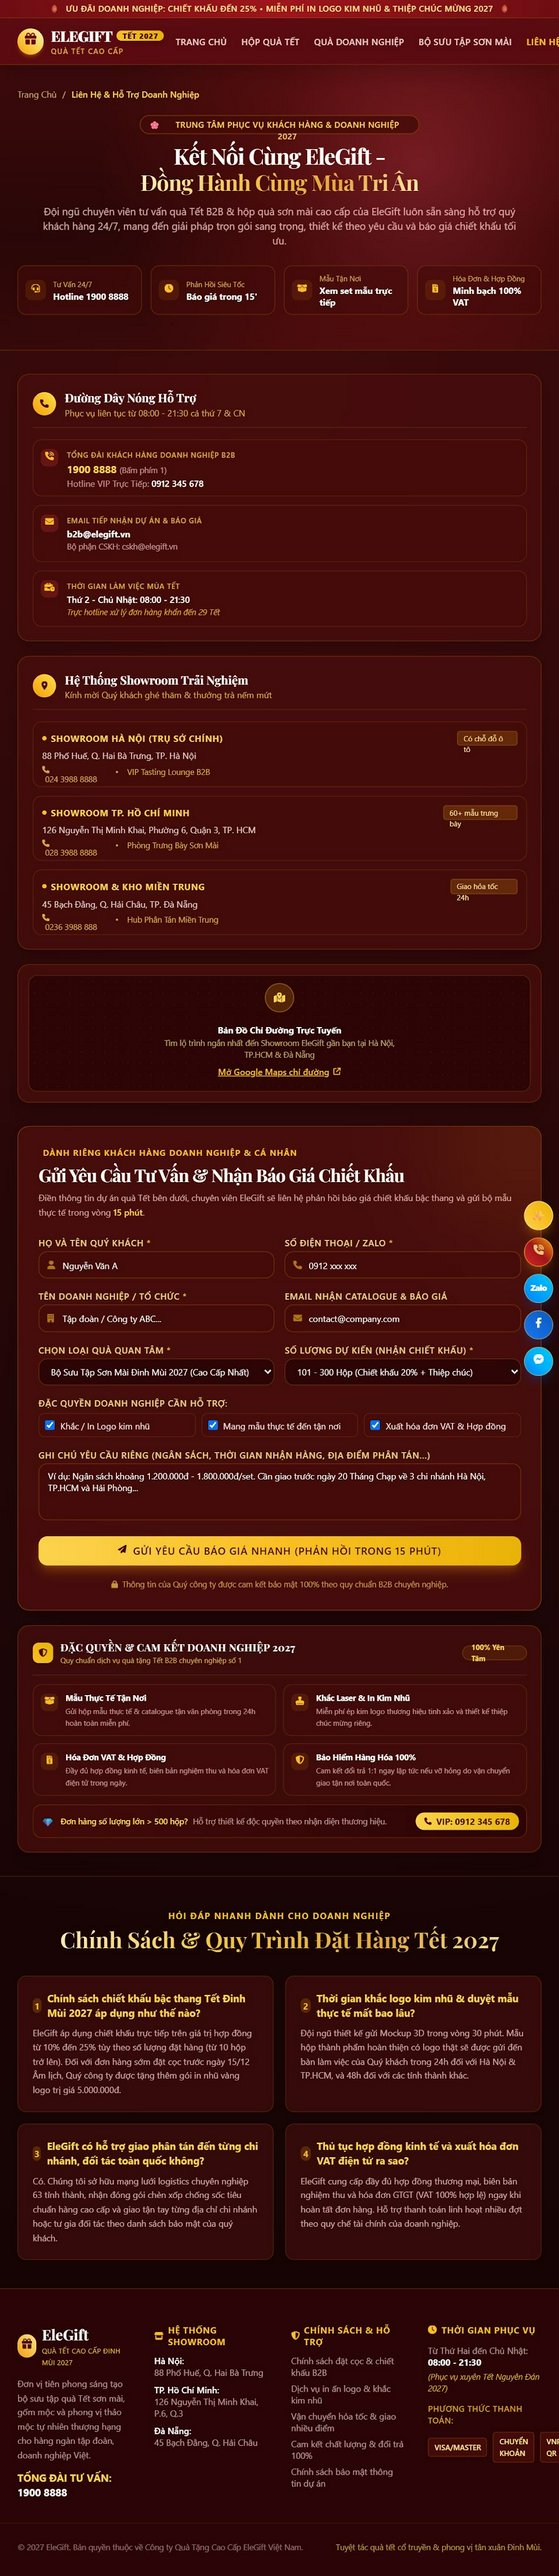 ƯU ĐÃI DOANH NGHIỆP: CHIẾT KHẤU ĐẾN 25% • MIỄN PHÍ IN LOGO KIM NHŨ & THIỆP CHÚC MỪNG 2027
ELEGIFT TẾT 2027
QUÀ TẾT CAO CẤP
TRANG CHỦ HỘP QUÀ TẾT QUÀ DOANH NGHIỆP BỘ SƯU TẬP SƠN MÀI LIÊN HỆ
Trang Chủ / Liên Hệ & Hỗ Trợ Doanh Nghiệp
TRUNG TÂM PHỤC VỤ KHÁCH HÀNG & DOANH NGHIỆP
2027
Kết Nối Cùng EleGift –
Đồng Hành Cùng Mùa Tri Ân
Đội ngũ chuyên viên tư vấn quà Tết B2B & hộp quà sơn mài cao cấp của EleGift luôn sẵn sàng hỗ trợ quý
khách hàng 24/7, mang đến giải pháp trọn gói sang trọng, thiết kế theo yêu cầu và báo giá chiết khấu tối
ưu.
Tư Vấn 24/7
Hotline 1900 8888
Phản Hồi Siêu Tốc
Báo giá trong 15'
Mẫu Tận Nơi
Xem set mẫu trực
tiếp
Hóa Đơn & Hợp Đồng
Minh bạch 100%
VAT
Đường Dây Nóng Hỗ Trợ
Phục vụ liên tục từ 08:00 - 21:30 cả thứ 7 & CN
TỔNG ĐÀI KHÁCH HÀNG DOANH NGHIỆP B2B
1900 8888 (Bấm phím 1)
Hotline VIP Trực Tiếp: 0912 345 678
EMAIL TIẾP NHẬN DỰ ÁN & BÁO GIÁ
b2b@elegift.vn
Bộ phận CSKH: cskh@elegift.vn
THỜI GIAN LÀM VIỆC MÙA TẾT
Thứ 2 - Chủ Nhật: 08:00 - 21:30
Trực hotline xử lý đơn hàng khẩn đến 29 Tết
Hệ Thống Showroom Trải Nghiệm
Kính mời Quý khách ghé thăm & thưởng trà nếm mứt
SHOWROOM HÀ NỘI (TRỤ SỞ CHÍNH)
Có chỗ đỗ ô
tô
88 Phố Huế, Q. Hai Bà Trưng, TP. Hà Nội
024 3988 8888 • VIP Tasting Lounge B2B
SHOWROOM TP. HỒ CHÍ MINH
60+ mẫu trưng
bày
126 Nguyễn Thị Minh Khai, Phường 6, Quận 3, TP. HCM
028 3988 8888 • Phòng Trưng Bày Sơn Mài
SHOWROOM & KHO MIỀN TRUNG
Giao hỏa tốc
24h
45 Bạch Đằng, Q. Hải Châu, TP. Đà Nẵng
0236 3988 888 • Hub Phân Tán Miền Trung
Bản Đồ Chỉ Đường Trực Tuyến
Tìm lộ trình ngắn nhất đến Showroom EleGift gần bạn tại Hà Nội,
TP.HCM & Đà Nẵng
Mở Google Maps chỉ đường
DÀNH RIÊNG KHÁCH HÀNG DOANH NGHIỆP & CÁ NHÂN
Gửi Yêu Cầu Tư Vấn & Nhận Báo Giá Chiết Khấu
Điền thông tin dự án quà Tết bên dưới, chuyên viên EleGift sẽ liên hệ phản hồi báo giá chiết khấu bậc thang và gửi bộ mẫu
thực tế trong vòng 15 phút.
HỌ VÀ TÊN QUÝ KHÁCH *
Nguyễn Văn A
SỐ ĐIỆN THOẠI / ZALO *
0912 xxx xxx
TÊN DOANH NGHIỆP / TỔ CHỨC *
Tập đoàn / Công ty ABC...
EMAIL NHẬN CATALOGUE & BÁO GIÁ
contact@company.com
CHỌN LOẠI QUÀ QUAN TÂM *
Bộ Sưu Tập Sơn Mài Đinh Mùi 2027 (Cao Cấp Nhất)
SỐ LƯỢNG DỰ KIẾN (NHẬN CHIẾT KHẤU) *
101 - 300 Hộp (Chiết khấu 20% + Thiệp chúc)
ĐẶC QUYỀN DOANH NGHIỆP CẦN HỖ TRỢ:
Khắc / In Logo kim nhũ
Mang mẫu thực tế đến tận nơi
Xuất hóa đơn VAT & Hợp đồng
GHI CHÚ YÊU CẦU RIÊNG (NGÂN SÁCH, THỜI GIAN NHẬN HÀNG, ĐỊA ĐIỂM PHÂN TÁN...)
Ví dụ: Ngân sách khoảng 1.200.000đ - 1.800.000đ/set. Cần giao trước ngày 20 Tháng Chạp về 3 chi nhánh Hà Nội,
TP.HCM và Hải Phòng...
GỬI YÊU CẦU BÁO GIÁ NHANH (PHẢN HỒI TRONG 15 PHÚT)
Thông tin của Quý công ty được cam kết bảo mật 100% theo quy chuẩn B2B chuyên nghiệp.
Zalo
ĐẶC QUYỀN & CAM KẾT DOANH NGHIỆP 2027
Quy chuẩn dịch vụ quà tặng Tết B2B chuyên nghiệp số 1
100% Yên
Tâm
Mẫu Thực Tế Tận Nơi
Gửi hộp mẫu thực tế & catalogue tận văn phòng trong 24h
hoàn toàn miễn phí.
Khắc Laser & In Kim Nhũ
Miễn phí ép kim logo thương hiệu tinh xảo và thiết kế thiệp
chúc mừng riêng.
Hóa Đơn VAT & Hợp Đồng
Đầy đủ hợp đồng kinh tế, biên bản nghiệm thu và hóa đơn VAT
điện tử trong ngày.
Bảo Hiểm Hàng Hóa 100%
Cam kết đổi trả 1:1 ngay lập tức nếu vỡ hỏng do vận chuyển
giao tận nơi toàn quốc.
Đơn hàng số lượng lớn > 500 hộp? Hỗ trợ thiết kế độc quyền theo nhận diện thương hiệu.
VIP: 0912 345 678
HỎI ĐÁP NHANH DÀNH CHO DOANH NGHIỆP
Chính Sách & Quy Trình Đặt Hàng Tết 2027
1 Chính sách chiết khấu bậc thang Tết Đinh
Mùi 2027 áp dụng như thế nào?
EleGift áp dụng chiết khấu trực tiếp trên giá trị hợp đồng
từ 10% đến 25% tùy theo số lượng đặt hàng (từ 10 hộp
trở lên). Đối với đơn hàng sớm đặt cọc trước ngày 15/12
Âm lịch, Quý công ty được tặng thêm gói in nhũ vàng
logo trị giá 5.000.000đ.
2 Thời gian khắc logo kim nhũ & duyệt mẫu
thực tế mất bao lâu?
Đội ngũ thiết kế gửi Mockup 3D trong vòng 30 phút. Mẫu
hộp thành phẩm hoàn thiện có logo thật sẽ được gửi đến
bàn làm việc của Quý khách trong 24h đối với Hà Nội &
TP.HCM, và 48h đối với các tỉnh thành khác.
3 EleGift có hỗ trợ giao phân tán đến từng chi
nhánh, đối tác toàn quốc không?
Có. Chúng tôi sở hữu mạng lưới logistics chuyên nghiệp
63 tỉnh thành, nhận đóng gói chèn xốp chống sốc tiêu
chuẩn hàng cao cấp và giao tận tay từng địa chỉ chi nhánh
hoặc tư gia đối tác theo danh sách bảo mật của quý
khách.
4 Thủ tục hợp đồng kinh tế và xuất hóa đơn
VAT điện tử ra sao?
EleGift cung cấp đầy đủ hợp đồng thương mại, biên bản
nghiệm thu và hóa đơn GTGT (VAT 100% hợp lệ) ngay khi
hoàn tất đơn hàng. Hỗ trợ thanh toán linh hoạt nhiều đợt
theo quy chế tài chính của doanh nghiệp.
EleGift
QUÀ TẾT CAO CẤP ĐINH
MÙI 2027
Đơn vị tiên phong sáng tạo
bộ sưu tập quà Tết sơn mài,
gốm mộc và phong vị thảo
mộc tự nhiên thượng hạng
cho hàng ngàn tập đoàn,
doanh nghiệp Việt.
TỔNG ĐÀI TƯ VẤN:
1900 8888
HỆ THỐNG
SHOWROOM
Hà Nội:
88 Phố Huế, Q. Hai Bà Trưng
TP. Hồ Chí Minh:
126 Nguyễn Thị Minh Khai,
P.6, Q.3
Đà Nẵng:
45 Bạch Đằng, Q. Hải Châu
CHÍNH SÁCH & HỖ
TRỢ
Chính sách đặt cọc & chiết
khấu B2B
Dịch vụ in ấn logo & khắc
kim nhũ
Vận chuyển hỏa tốc & giao
nhiều điểm
Cam kết chất lượng & đổi trả
100%
Chính sách bảo mật thông
tin dự án
THỜI GIAN PHỤC VỤ
Từ Thứ Hai đến Chủ Nhật:
08:00 - 21:30
(Phục vụ xuyên Tết Nguyên Đán
2027)
PHƯƠNG THỨC THANH
TOÁN:
VISA/MASTER
CHUYỂN
KHOẢN
QR
© 2027 EleGift. Bản quyền thuộc về Công ty Quà Tặng Cao Cấp EleGift Việt Nam.
Tuyệt tác quà tết cổ truyền & phong vị tân xuân Đinh Mùi.